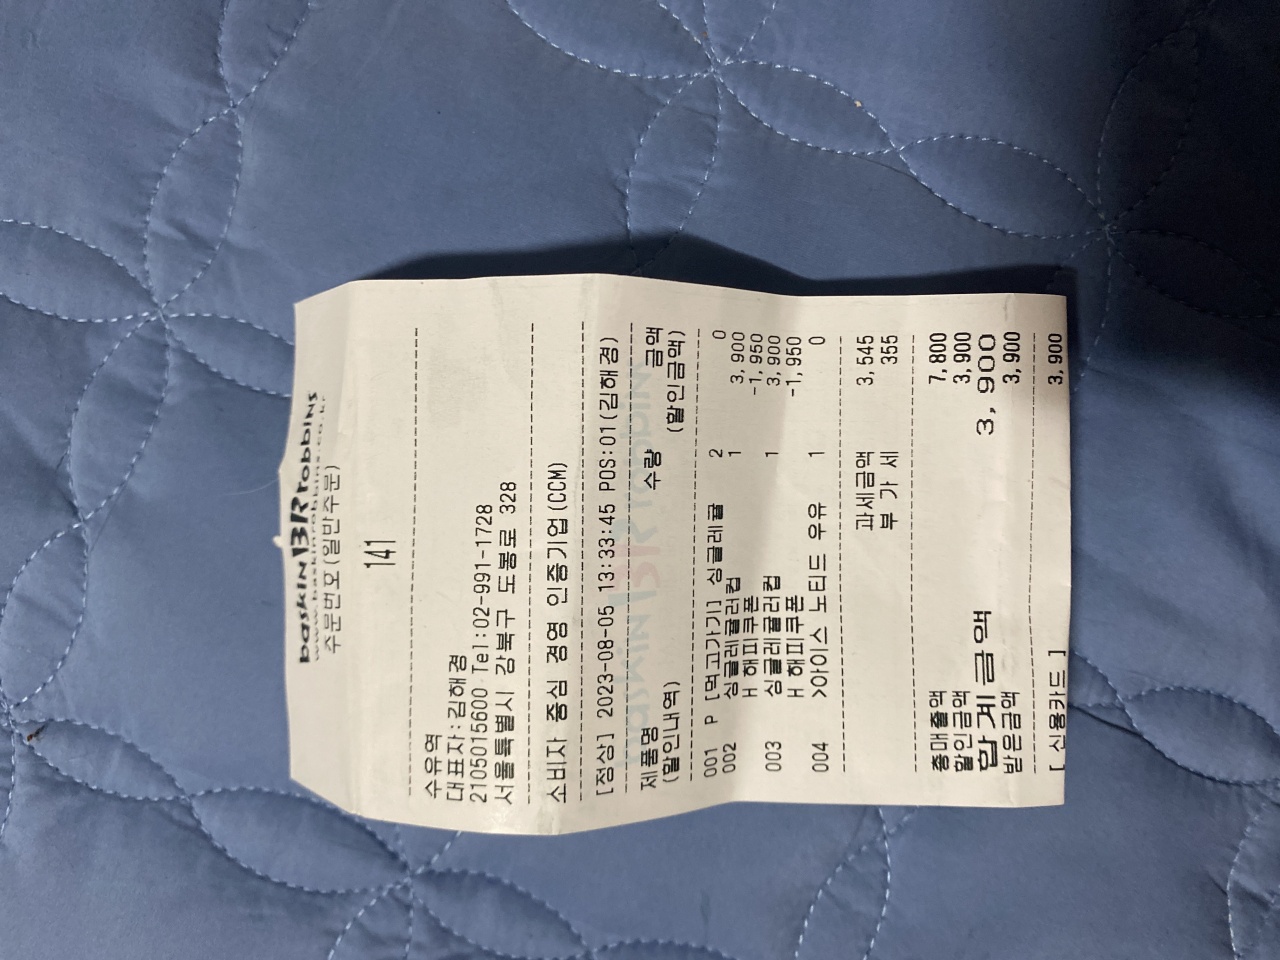 baskin BR robbins
www.baskinrobbins.co.kr
주문번호(일반주문)
141
수유역
대표자:김해경
2105015600 Tel:02-991-1728
서울특별시 강북구 도봉로 328
소비자 중심 경영 인증기업(CCM)
[정상] 2023-08-05 13:33:45 POS:01(김해경)
제품명 수량 금액
(할인내역) (할인금액)
001 P [먹고가기] 싱글레귤 2 0
002 싱글레귤러컵 1 3,900
H 해피쿠폰 -1,950
003 싱글레귤러컵 1 3,900
H 해피쿠폰 -1,950
004 >아이스 노티드 우유 1 0
과세금액 3,545
부 가 세 355
총매출액 7,800
할인금액 3,900
합계금액 3,900
받은금액 3,900
[신용카드] 3,900
baskin BR robbins